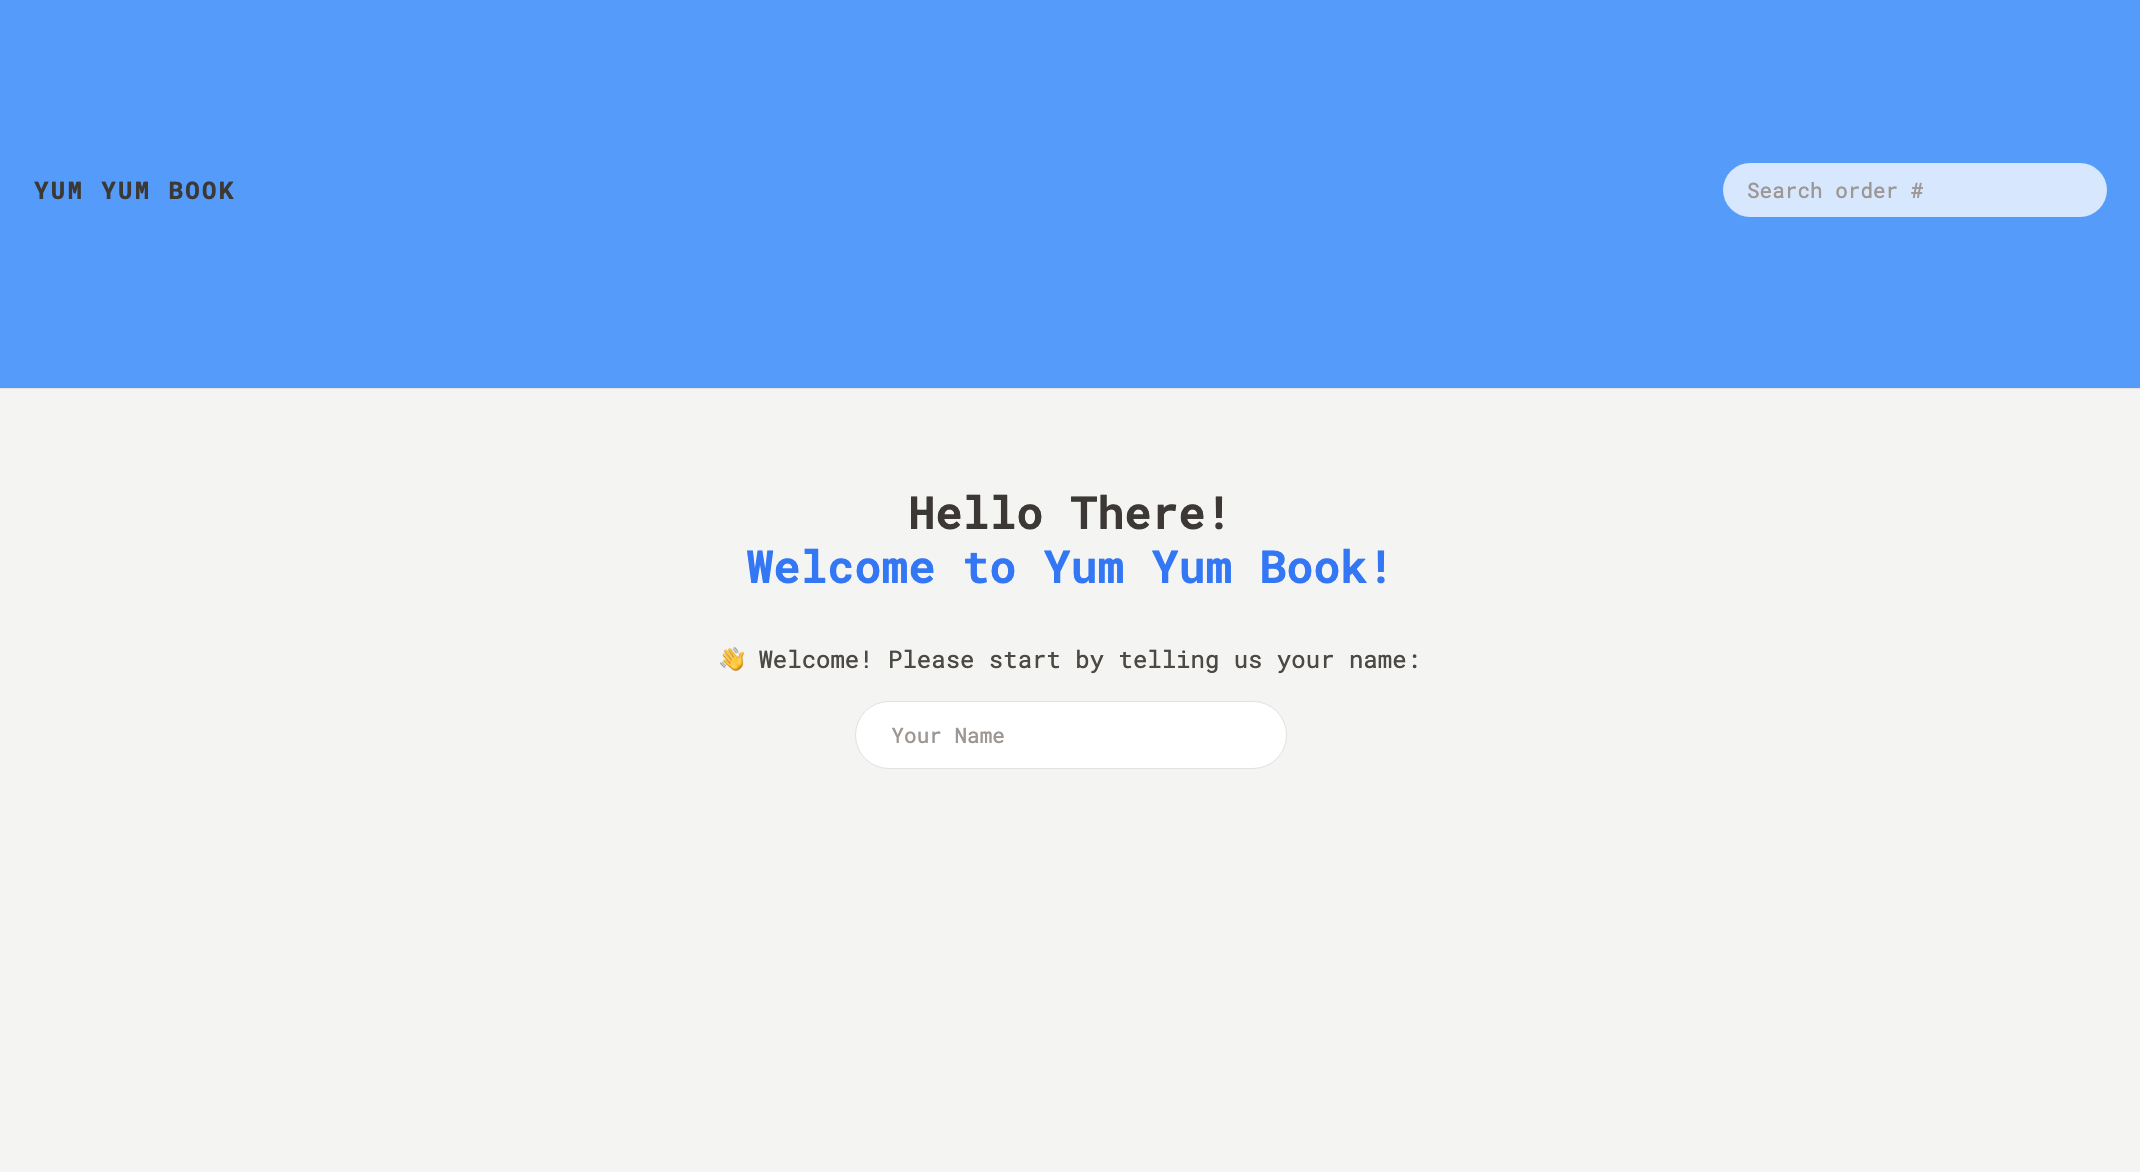 YUM YUM BOOK
Search order #
Hello There!
Welcome to Yum Yum Book!
👋 Welcome! Please start by telling us your name:
Your Name